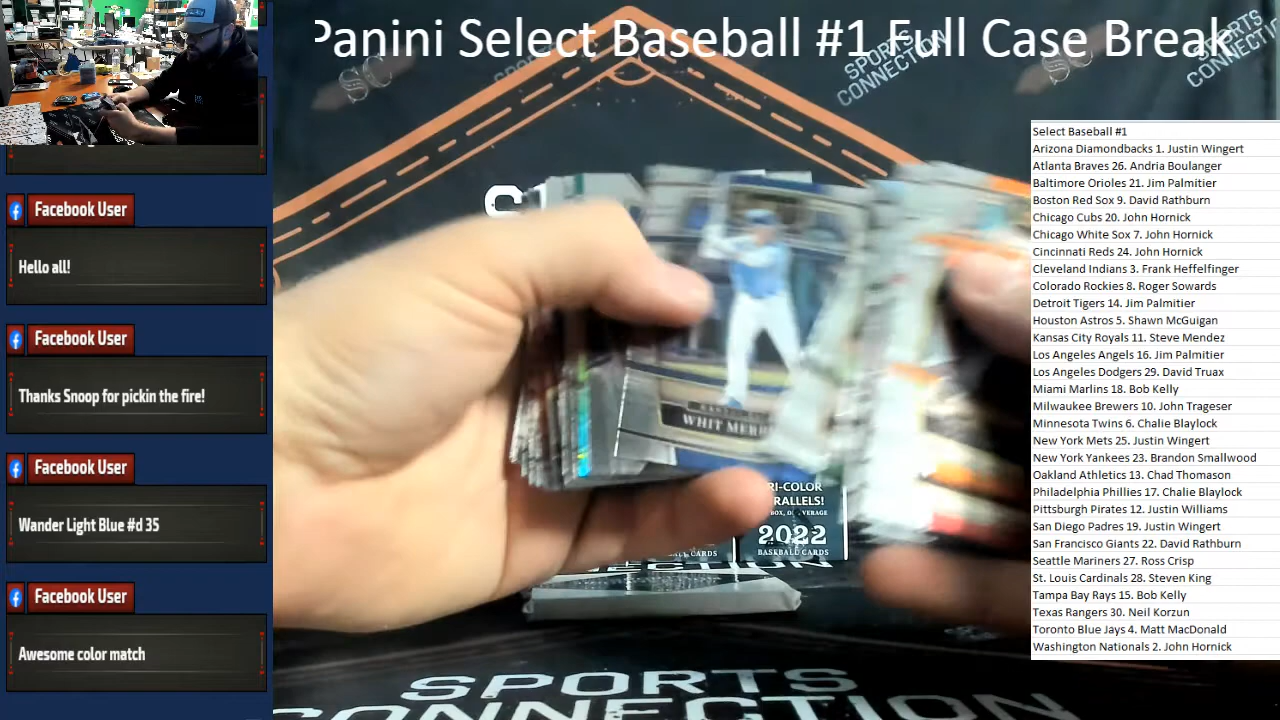 Panini Select Baseball #1 Full Case Break
SC
SPORTS
CONNECTION
SPORTS
CONNECTION
Facebook User
Hello all!
Facebook User
Thanks Snoop for pickin the fire!
Facebook User
Wander Light Blue #d 35
Facebook User
Awesome color match
WHIT
2022
BASEBALL CARDS
SPORTS
CONNECTION
Select Baseball #1
Arizona Diamondbacks 1. Justin Wingert
Atlanta Braves 26. Andria Boulanger
Baltimore Orioles 21. Jim Palmitier
Boston Red Sox 9. David Rathburn
Chicago Cubs 20. John Hornick
Chicago White Sox 7. John Hornick
Cincinnati Reds 24. John Hornick
Cleveland Indians 3. Frank Heffelfinger
Colorado Rockies 8. Roger Sowards
Detroit Tigers 14. Jim Palmitier
Houston Astros 5. Shawn McGuigan
Kansas City Royals 11. Steve Mendez
Los Angeles Angels 16. Jim Palmitier
Los Angeles Dodgers 29. David Truax
Miami Marlins 18. Bob Kelly
Milwaukee Brewers 10. John Trageser
Minnesota Twins 6. Chalie Blaylock
New York Mets 25. Justin Wingert
New York Yankees 23. Brandon Smallwood
Oakland Athletics 13. Chad Thomason
Philadelphia Phillies 17. Chalie Blaylock
Pittsburgh Pirates 12. Justin Williams
San Diego Padres 19. Justin Wingert
San Francisco Giants 22. David Rathburn
Seattle Mariners 27. Ross Crisp
St. Louis Cardinals 28. Steven King
Tampa Bay Rays 15. Bob Kelly
Texas Rangers 30. Neil Korzun
Toronto Blue Jays 4. Matt MacDonald
Washington Nationals 2. John Hornick